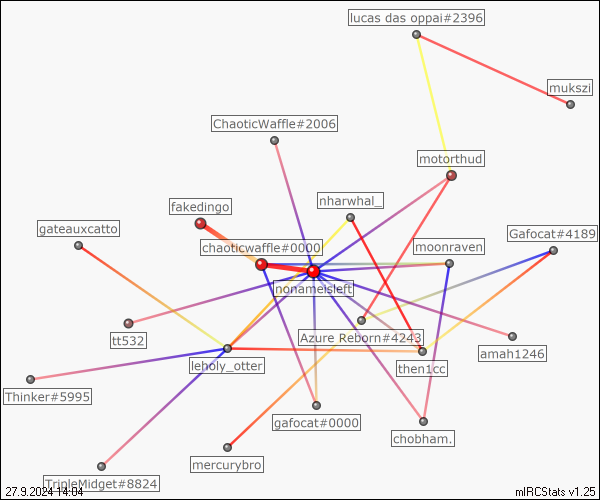 lucas das oppai#2396
mukszi
ChaoticWaffle#2006
motorthud
nharwhal_
fakedingo
gateauxcatto
Gafocat#4189
chaoticwaffle#0000
moonraven
nonameisleft
tt532
Azure Reborn#4243
amah1246
leholy_otter
then1cc
Thinker#5995
gafocat#0000
chobham.
mercurybro
TripleMidget#8824
27.9.2024 14:04
mIRCStats v1.25